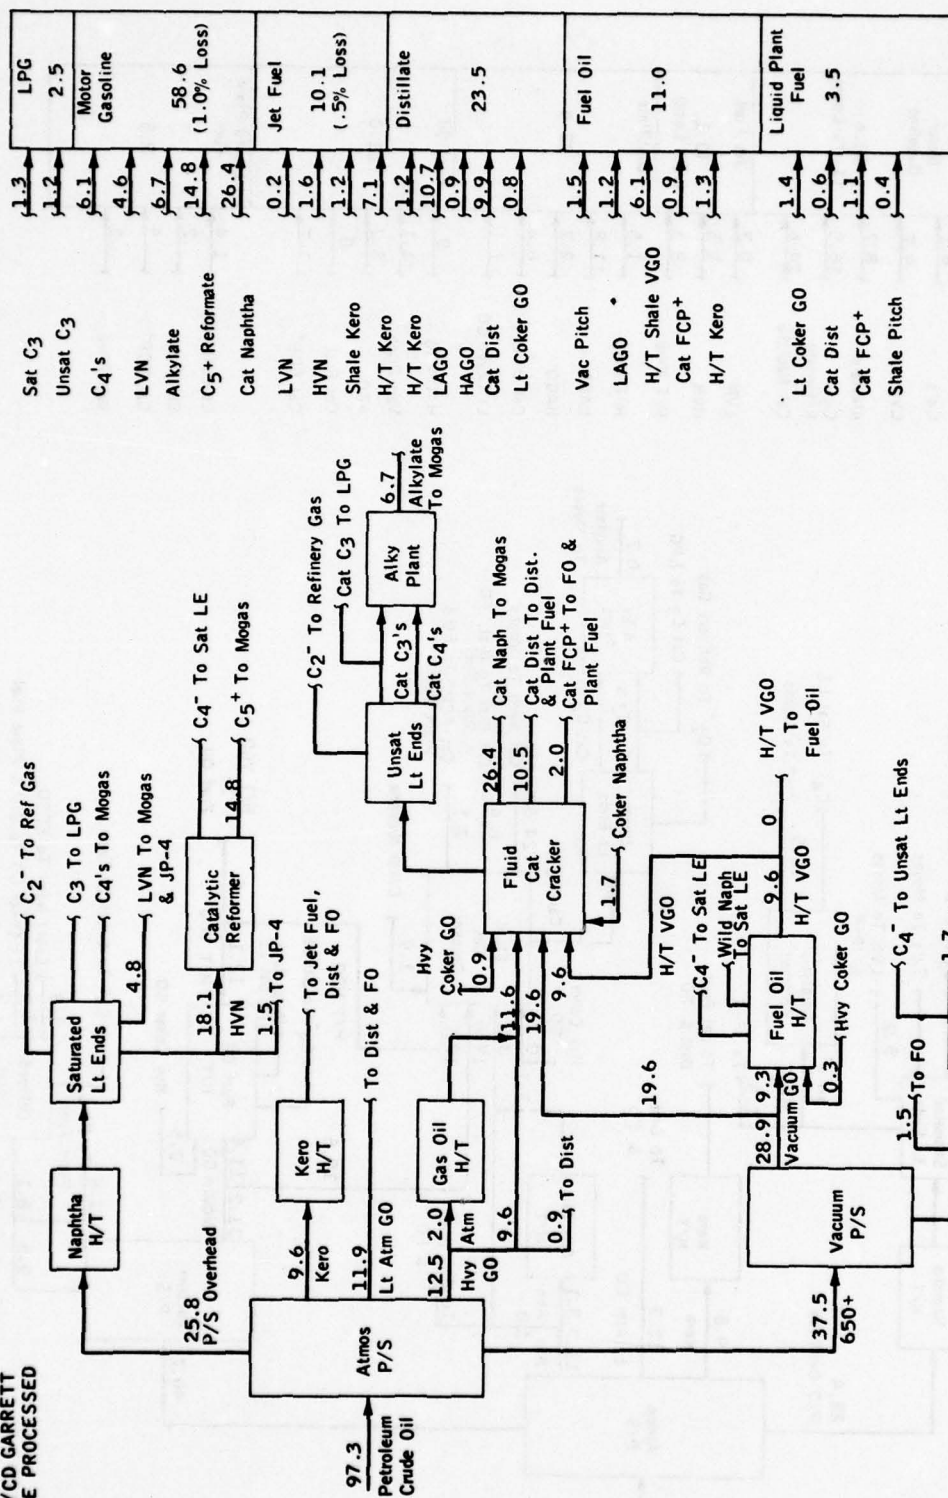 /CD GARRETT
E PROCESSED
97.3
Petroleum
Crude Oil
Atmos
P/S
25.8
P/S Overhead
Naphtha
H/T
Saturated
Lt Ends
C2⁻ To Ref Gas
C3 To LPG
C4's To Mogas
4.8
LVN To Mogas
& JP-4
18.1
HVN
Catalytic
Reformer
C4⁻ To Sat LE
14.8
C5⁺ To Mogas
1.5
To JP-4
9.6
Kero
Kero
H/T
To Jet Fuel,
Dist & FO
11.9
Lt Atm GO
To Dist & FO
12.5
Hvy Atm
GO
2.0
Gas Oil
H/T
9.6
0.9
To Dist
11.6
Hvy
Coker GO
0.9
19.6
9.6
Fluid
Cat
Cracker
1.7
Coker Naphtha
Unsat
Lt Ends
C2⁻ To Refinery Gas
Cat C3 To LPG
Cat C3's
Cat C4's
Alky
Plant
6.7
Alkylate
To Mogas
26.4
Cat Naph To Mogas
10.5
Cat Dist To Dist.
& Plant Fuel
2.0
Cat FCP⁺ To FO &
Plant Fuel
37.5
650+
Vacuum
P/S
28.9
Vacuum GO
9.3
19.6
H/T VGO
C4⁻ To Sat LE
Wild Naph
To Sat LE
Fuel Oil
H/T
0.3
Hvy Coker GO
9.6
H/T VGO
0
H/T VGO
To
Fuel Oil
1.5
To FO
C4⁻ To Unsat Lt Ends
1.7
Sat C3 1.3
Unsat C3 1.2
LPG
2.5
C4's 6.1
LVN 4.6
Alkylate 6.7
C5+ Reformate 14.8
Cat Naphtha 26.4
Motor
Gasoline
58.6
(1.0% Loss)
LVN 0.2
HVN 1.6
Shale Kero 1.2
H/T Kero 7.1
Jet Fuel
10.1
(.5% Loss)
H/T Kero 1.2
LAGO 10.7
HAGO 0.9
Cat Dist 9.9
Lt Coker GO 0.8
Distillate
23.5
Vac Pitch 1.5
LAGO 1.2
H/T Shale VGO 6.1
Cat FCP⁺ 0.9
H/T Kero 1.3
Fuel Oil
11.0
Lt Coker GO 1.4
Cat Dist 0.6
Cat FCP⁺ 1.1
Shale Pitch 0.4
Liquid Plant
Fuel
3.5